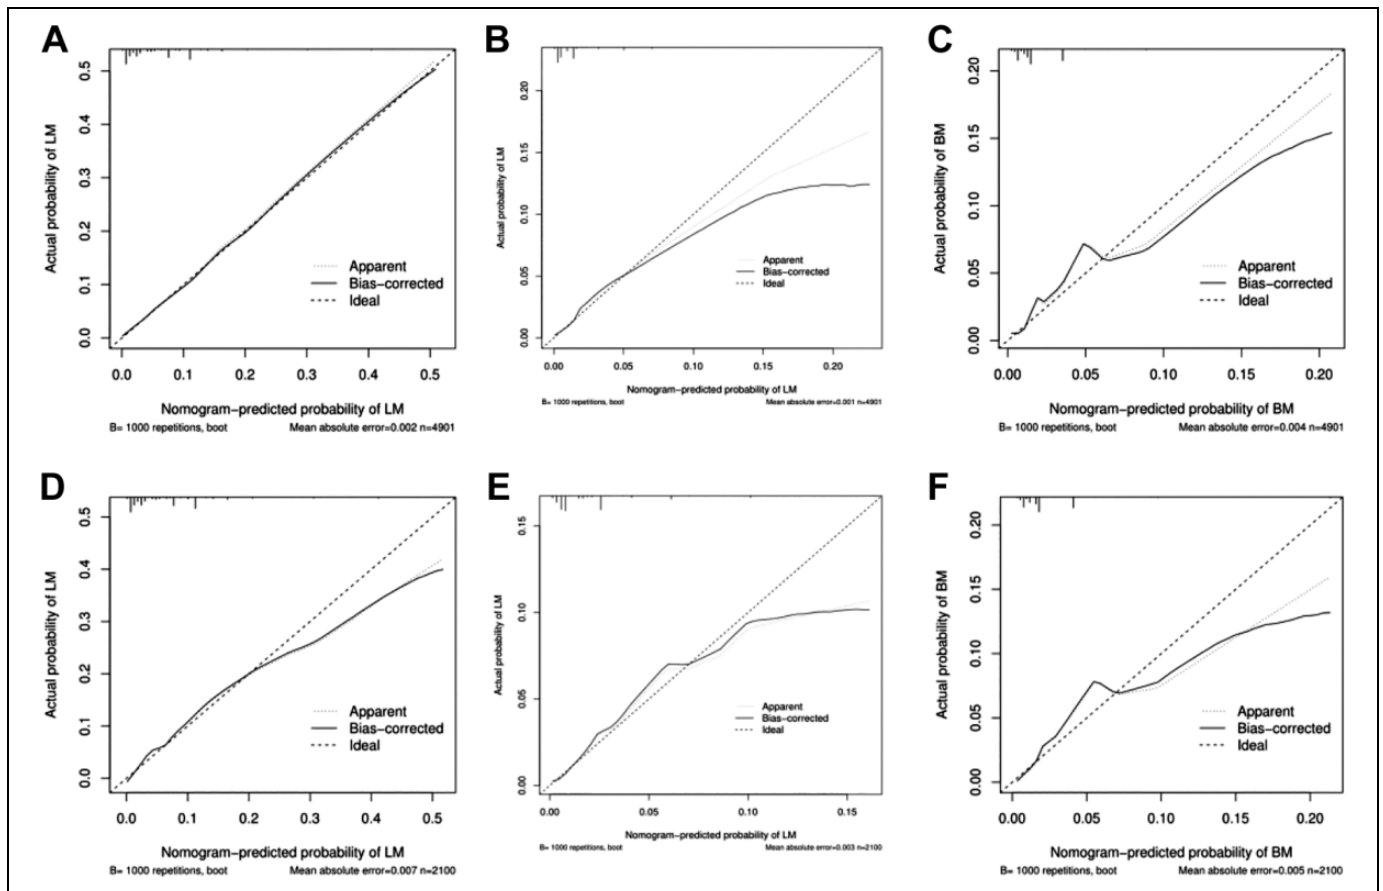 A
0.5
0.4
0.3
0.2
0.1
0.0
Actual probability of LM
Apparent
Bias-corrected
Ideal
0.0 0.1 0.2 0.3 0.4 0.5
Nomogram-predicted probability of LM
B= 1000 repetitions, boot Mean absolute error=0.002 n=4901
B
0.20
0.15
0.10
0.05
0.00
Actual probability of LM
Apparent
Bias-corrected
Ideal
0.00 0.05 0.10 0.15 0.20
Nomogram-predicted probability of LM
B= 1000 repetitions, boot Mean absolute error=0.001 n=4901
C
0.20
0.15
0.10
0.05
0.00
Actual probability of BM
Apparent
Bias-corrected
Ideal
0.00 0.05 0.10 0.15 0.20
Nomogram-predicted probability of BM
B= 1000 repetitions, boot Mean absolute error=0.004 n=4901
D
0.5
0.4
0.3
0.2
0.1
0.0
Actual probability of LM
Apparent
Bias-corrected
Ideal
0.0 0.1 0.2 0.3 0.4 0.5
Nomogram-predicted probability of LM
B= 1000 repetitions, boot Mean absolute error=0.007 n=2100
E
0.15
0.10
0.05
0.00
Actual probability of LM
Apparent
Bias-corrected
Ideal
0.00 0.05 0.10 0.15
Nomogram-predicted probability of LM
B= 1000 repetitions, boot Mean absolute error=0.003 n=2100
F
0.20
0.15
0.10
0.05
0.00
Actual probability of BM
Apparent
Bias-corrected
Ideal
0.00 0.05 0.10 0.15 0.20
Nomogram-predicted probability of BM
B= 1000 repetitions, boot Mean absolute error=0.005 n=2100